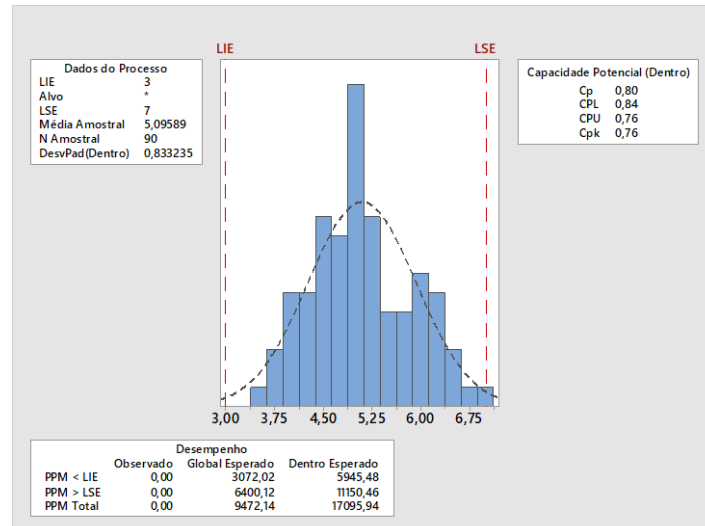 LIE LSE
Dados do Processo
LIE 3
Alvo *
LSE 7
Média Amostral 5,09589
N Amostral 90
DesvPad(Dentro) 0,833235
Capacidade Potencial (Dentro)
Cp 0,80
CPL 0,84
CPU 0,76
Cpk 0,76
3,00 3,75 4,50 5,25 6,00 6,75
Desempenho
Observado Global Esperado Dentro Esperado
PPM < LIE 0,00 3072,02 5945,48
PPM > LSE 0,00 6400,12 11150,46
PPM Total 0,00 9472,14 17095,94